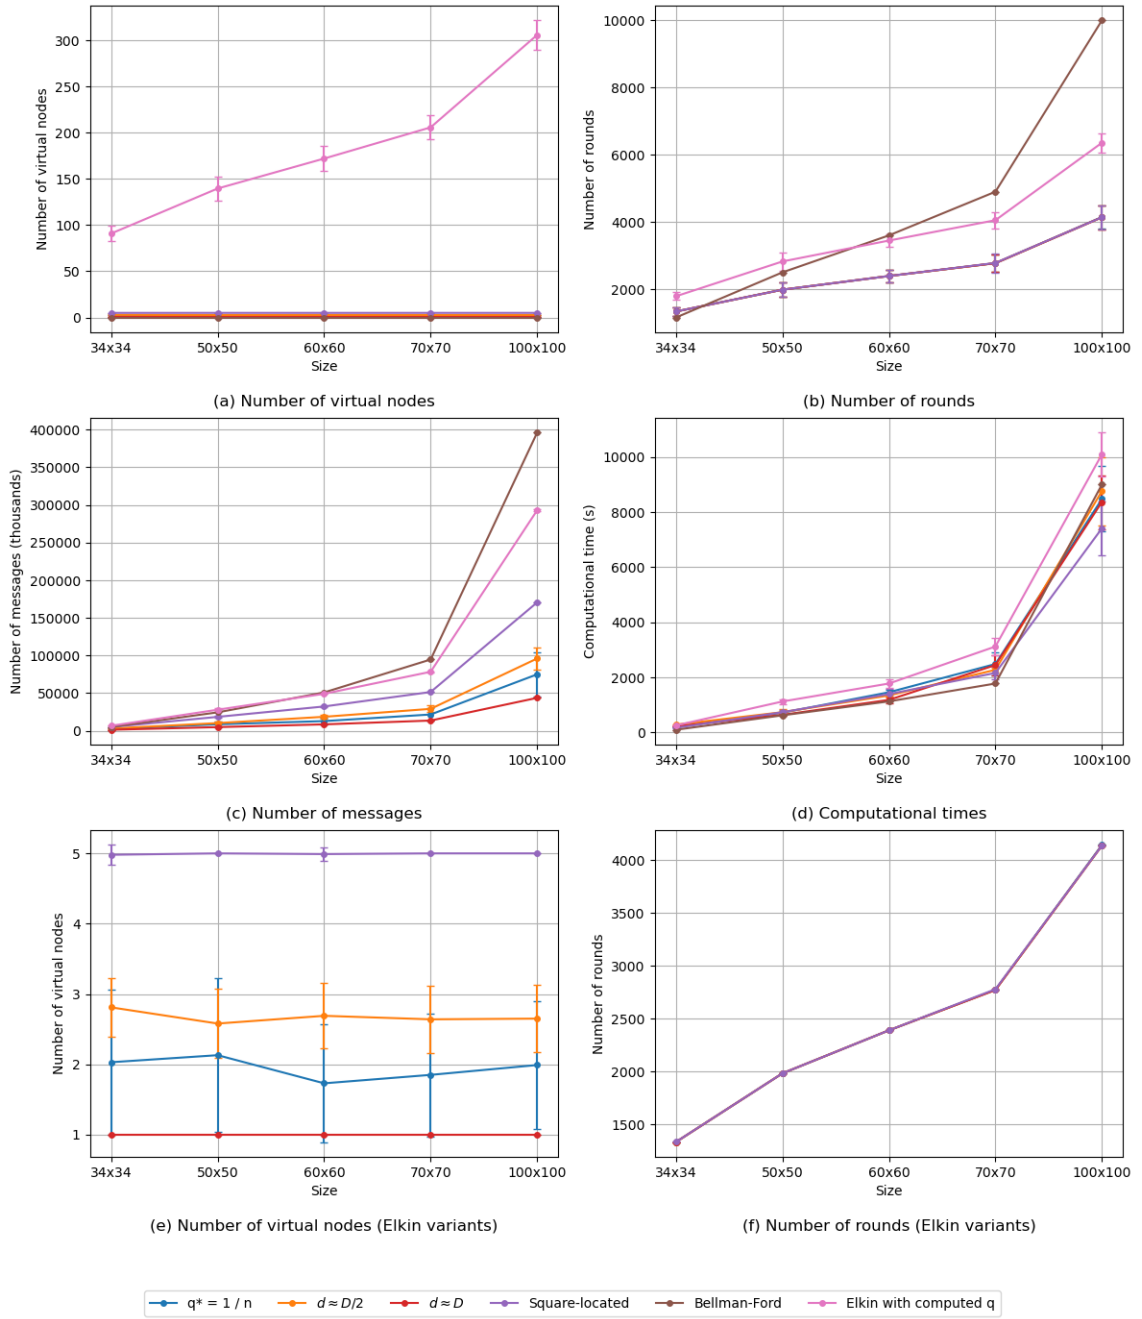 Number of virtual nodes
300
250
200
150
100
50
0
34x34 50x50 60x60 70x70 100x100
Size
(a) Number of virtual nodes
Number of rounds
10000
8000
6000
4000
2000
34x34 50x50 60x60 70x70 100x100
Size
(b) Number of rounds
Number of messages (thousands)
400000
350000
300000
250000
200000
150000
100000
50000
0
34x34 50x50 60x60 70x70 100x100
Size
(c) Number of messages
Computational time (s)
10000
8000
6000
4000
2000
0
34x34 50x50 60x60 70x70 100x100
Size
(d) Computational times
Number of virtual nodes
5
4
3
2
1
34x34 50x50 60x60 70x70 100x100
Size
(e) Number of virtual nodes (Elkin variants)
Number of rounds
4000
3500
3000
2500
2000
1500
34x34 50x50 60x60 70x70 100x100
Size
(f) Number of rounds (Elkin variants)
q* = 1 / n d ≈ D/2 d ≈ D Square-located Bellman-Ford Elkin with computed q